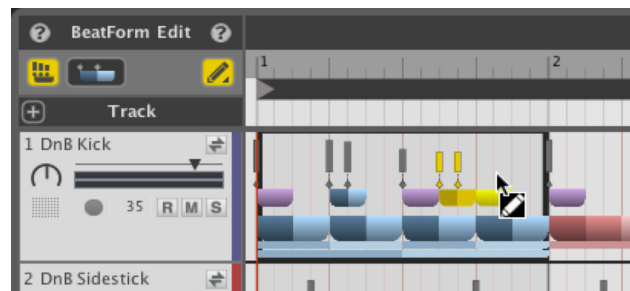 ? BeatForm Edit ?
1 2
+ Track
1 DnB Kick
35 R M S
2 DnB Sidestick